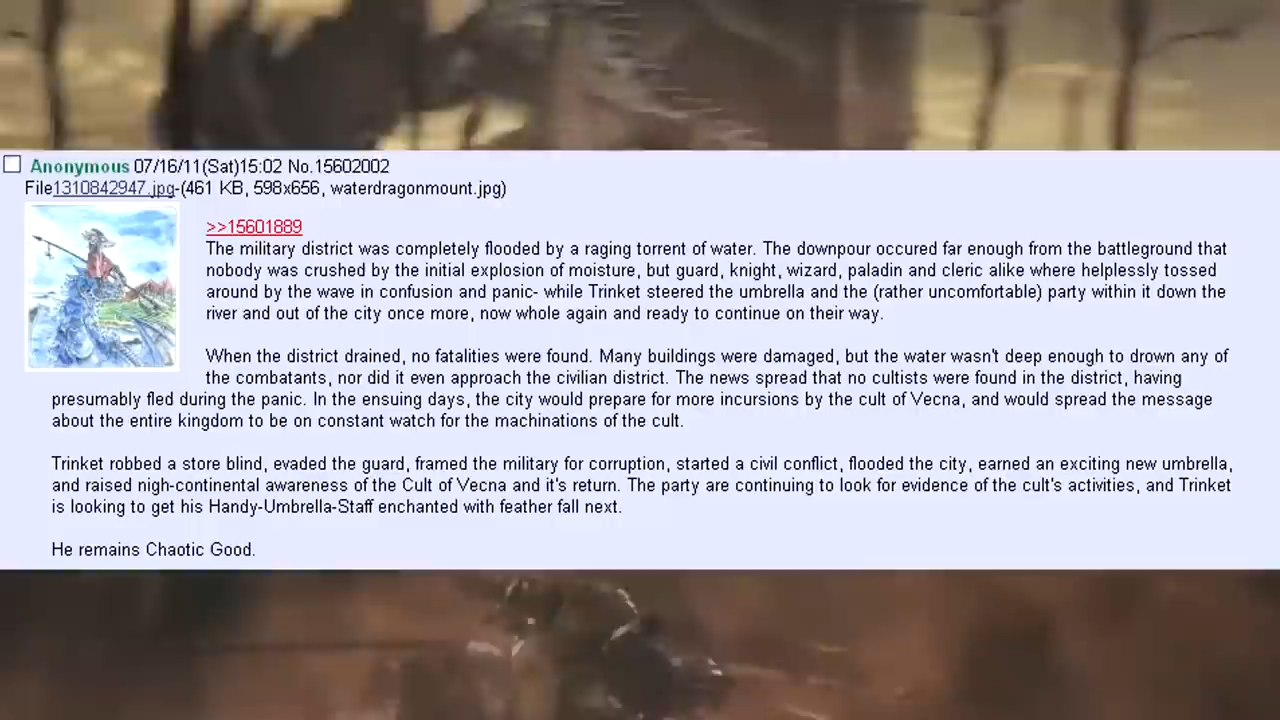 Anonymous 07/16/11(Sat)15:02 No.15602002
File1310842947.jpg-(461 KB, 598x656, waterdragonmount.jpg)
>>15601889
The military district was completely flooded by a raging torrent of water. The downpour occured far enough from the battleground that
nobody was crushed by the initial explosion of moisture, but guard, knight, wizard, paladin and cleric alike where helplessly tossed
around by the wave in confusion and panic- while Trinket steered the umbrella and the (rather uncomfortable) party within it down the
river and out of the city once more, now whole again and ready to continue on their way.
When the district drained, no fatalities were found. Many buildings were damaged, but the water wasn't deep enough to drown any of
the combatants, nor did it even approach the civilian district. The news spread that no cultists were found in the district, having
presumably fled during the panic. In the ensuing days, the city would prepare for more incursions by the cult of Vecna, and would spread the message
about the entire kingdom to be on constant watch for the machinations of the cult.
Trinket robbed a store blind, evaded the guard, framed the military for corruption, started a civil conflict, flooded the city, earned an exciting new umbrella,
and raised nigh-continental awareness of the Cult of Vecna and it's return. The party are continuing to look for evidence of the cult's activities, and Trinket
is looking to get his Handy-Umbrella-Staff enchanted with feather fall next.
He remains Chaotic Good.